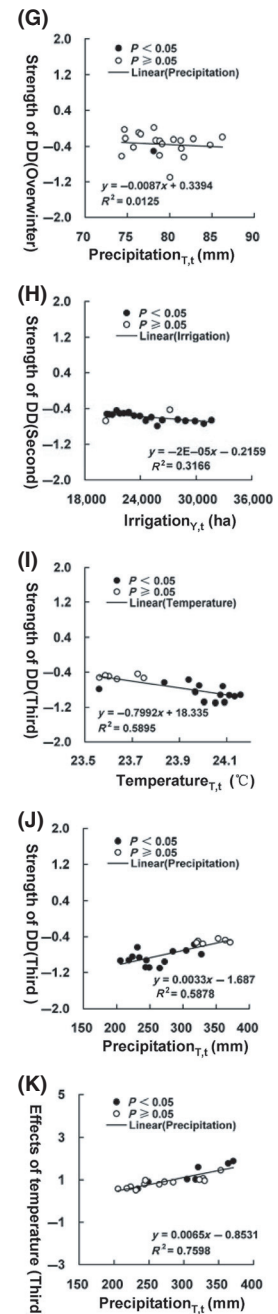 (G)
Strength of DD(Overwinter)
2.0
1.2
0.4
−0.4
−1.2
−2.0
P < 0.05
P ⩾ 0.05
Linear(Precipitation)
y = −0.0087x + 0.3394
R² = 0.0125
70 75 80 85 90
Precipitation_T,t (mm)
(H)
Strength of DD(Second)
2.0
1.2
0.4
−0.4
−1.2
−2.0
P < 0.05
P ⩾ 0.05
Linear(Irrigation)
y = −2E−05x − 0.2159
R² = 0.3166
18,000 24,000 30,000 36,000
Irrigation_Y,t (ha)
(I)
Strength of DD(Third)
2.0
1.2
0.4
−0.4
−1.2
−2.0
P < 0.05
P ⩾ 0.05
Linear(Temperature)
y = −0.7992x + 18.335
R² = 0.5895
23.5 23.7 23.9 24.1
Temperature_T,t (℃)
(J)
Strength of DD(Third )
2.0
1.2
0.4
−0.4
−1.2
−2.0
P < 0.05
P ⩾ 0.05
Linear(Precipitation)
y = 0.0033x − 1.687
R² = 0.5878
150 200 250 300 350 400
Precipitation_T,t (mm)
(K)
Effects of temperature (Third
5
3
1
−1
−3
P < 0.05
P ⩾ 0.05
Linear(Precipitation)
y = 0.0065x − 0.8531
R² = 0.7598
150 200 250 300 350 400
Precipitation_T,t (mm)